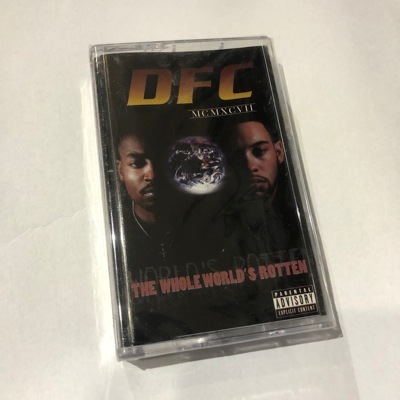 DFC
MCMXCVII
WORLD'S ROTTEN
THE WHOLE WORLD'S ROTTEN
PARENTAL
ADVISORY
EXPLICIT CONTENT